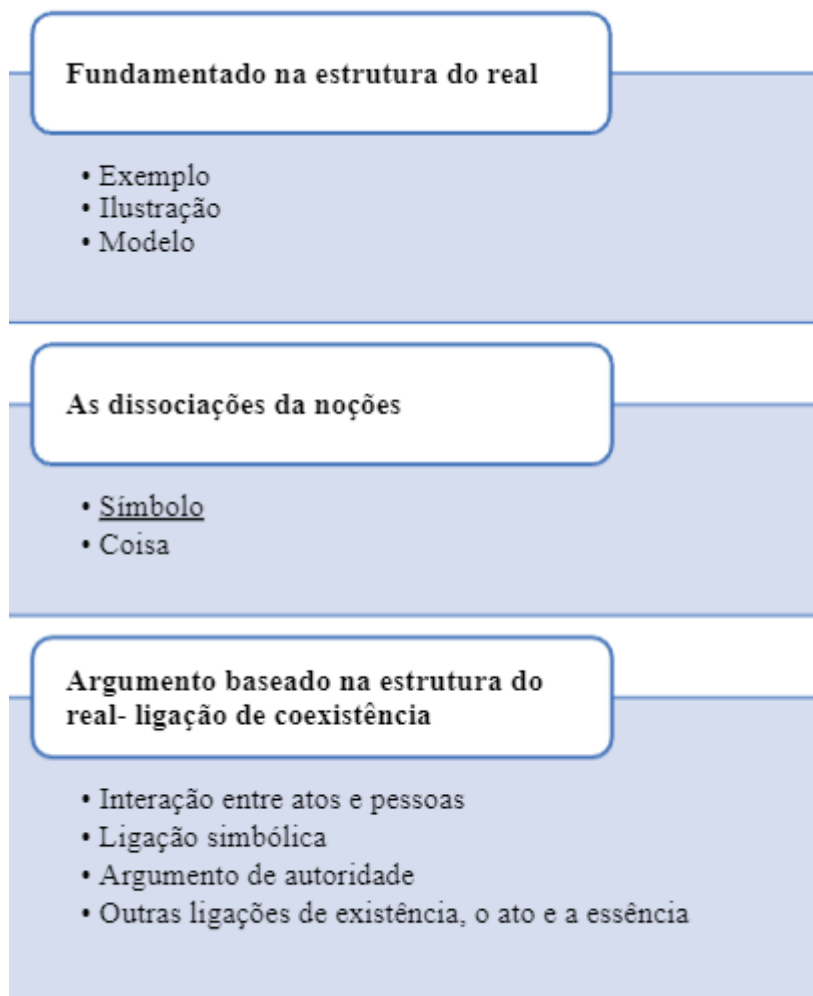 Fundamentado na estrutura do real
• Exemplo
• Ilustração
• Modelo
As dissociações da noções
• Símbolo
• Coisa
Argumento baseado na estrutura do
real- ligação de coexistência
• Interação entre atos e pessoas
• Ligação simbólica
• Argumento de autoridade
• Outras ligações de existência, o ato e a essência